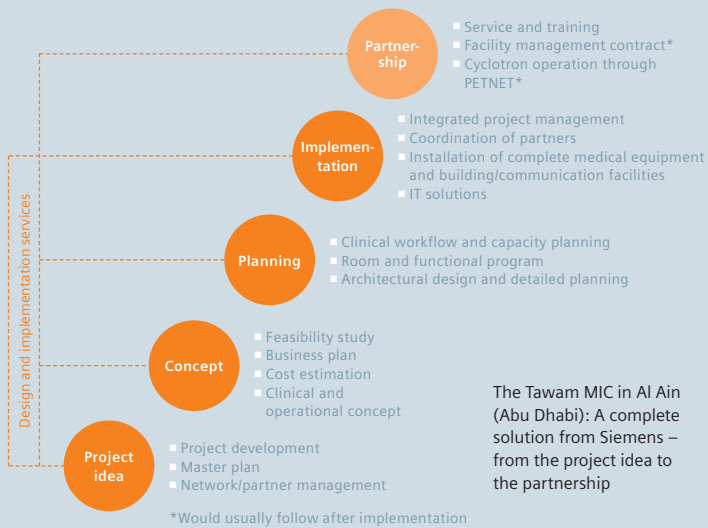 Partner-
ship
Service and training
Facility management contract*
Cyclotron operation through
PETNET*
Implemen-
tation
Integrated project management
Coordination of partners
Installation of complete medical equipment
and building/communication facilities
IT solutions
Design and implementation services
Planning
Clinical workflow and capacity planning
Room and functional program
Architectural design and detailed planning
Concept
Feasibility study
Business plan
Cost estimation
Clinical and
operational concept
The Tawam MIC in Al Ain
(Abu Dhabi): A complete
solution from Siemens –
from the project idea to
the partnership
Project
idea
Project development
Master plan
Network/partner management
*Would usually follow after implementation